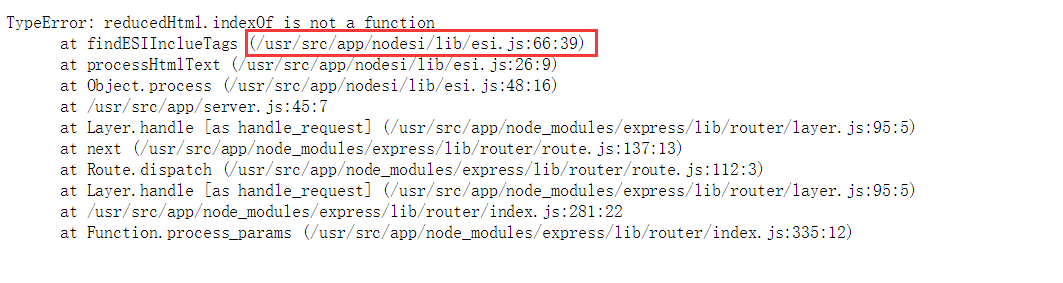 TypeError: reducedHtml.indexOf is not a function
at findESIInclueTags (/usr/src/app/nodesi/lib/esi.js:66:39)
at processHtmlText (/usr/src/app/nodesi/lib/esi.js:26:9)
at Object.process (/usr/src/app/nodesi/lib/esi.js:48:16)
at /usr/src/app/server.js:45:7
at Layer.handle [as handle_request] (/usr/src/app/node_modules/express/lib/router/layer.js:95:5)
at next (/usr/src/app/node_modules/express/lib/router/route.js:137:13)
at Route.dispatch (/usr/src/app/node_modules/express/lib/router/route.js:112:3)
at Layer.handle [as handle_request] (/usr/src/app/node_modules/express/lib/router/layer.js:95:5)
at /usr/src/app/node_modules/express/lib/router/index.js:281:22
at Function.process_params (/usr/src/app/node_modules/express/lib/router/index.js:335:12)